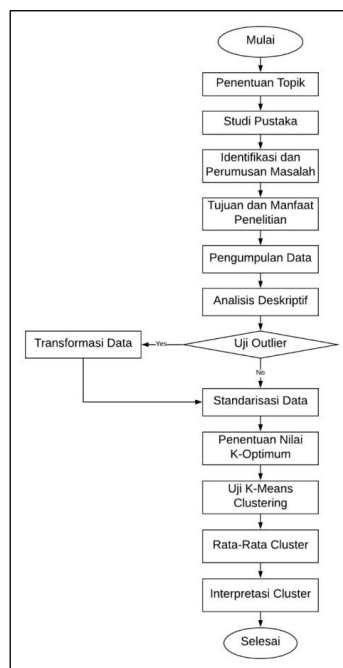 Mulai
Penentuan Topik
Studi Pustaka
Identifikasi dan
Perumusan Masalah
Tujuan dan Manfaat
Penelitian
Pengumpulan Data
Analisis Deskriptif
Transformasi Data
Yes
Uji Outlier
No
Standarisasi Data
Penentuan Nilai
K-Optimum
Uji K-Means
Clustering
Rata-Rata Cluster
Interpretasi Cluster
Selesai